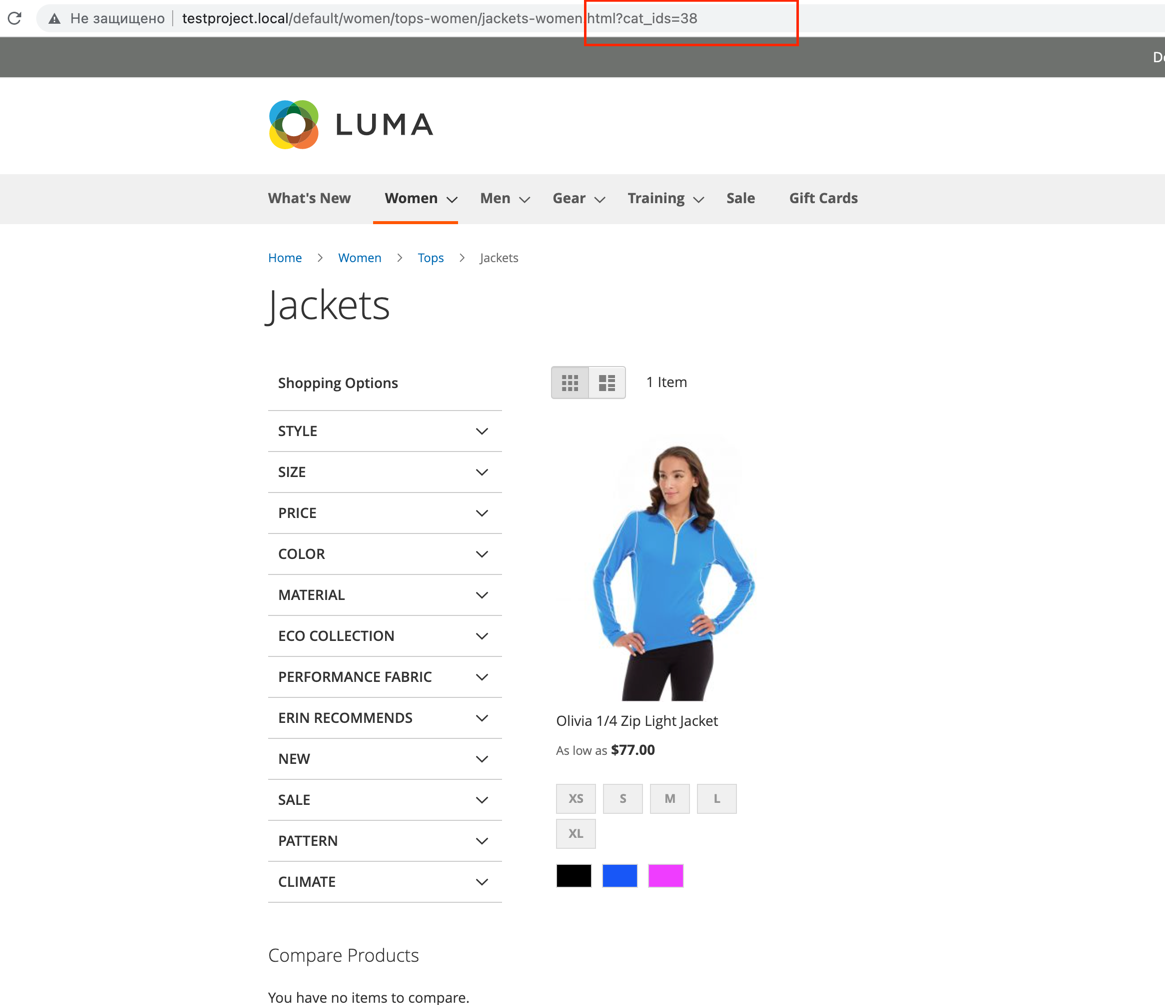 Не защищено testproject.local/default/women/tops-women/jackets-women.html?cat_ids=38
LUMA
What's New Women Men Gear Training Sale Gift Cards
Home Women Tops Jackets
Jackets
Shopping Options
STYLE
SIZE
PRICE
COLOR
MATERIAL
ECO COLLECTION
PERFORMANCE FABRIC
ERIN RECOMMENDS
NEW
SALE
PATTERN
CLIMATE
1 Item
Olivia 1/4 Zip Light Jacket
As low as $77.00
XS S M L
XL
Compare Products
You have no items to compare.